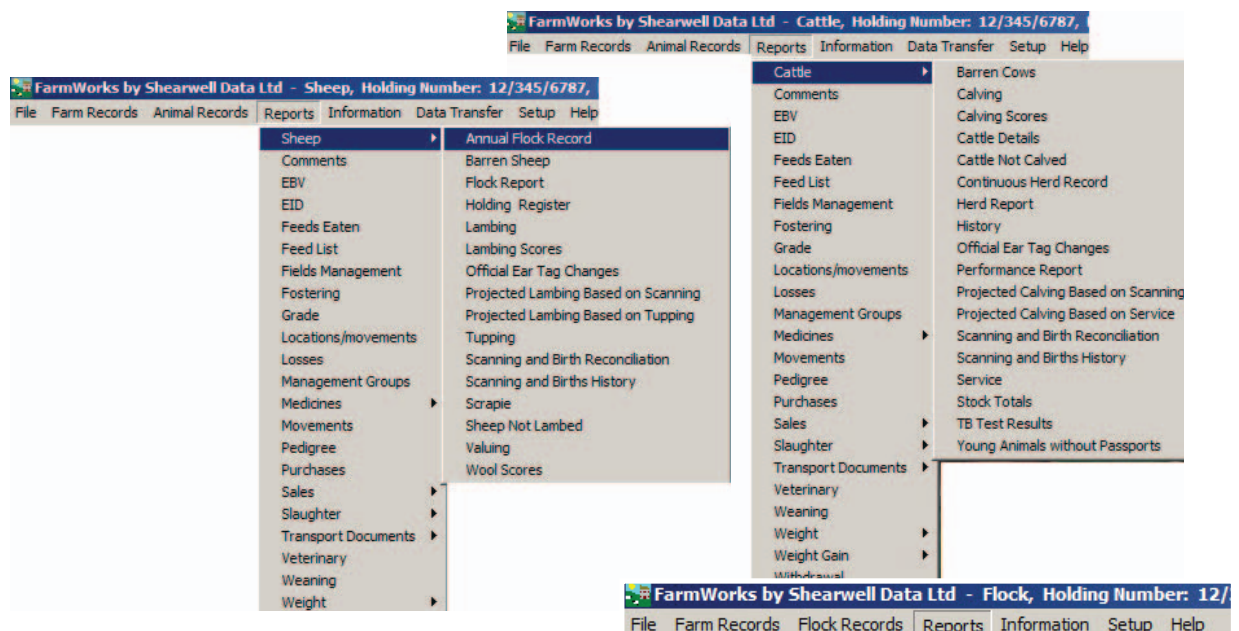 FarmWorks by Shearwell Data Ltd - Cattle, Holding Number: 12/345/6787,
File Farm Records Animal Records Reports Information Data Transfer Setup Help
Cattle
Comments
EBV
EID
Feeds Eaten
Feed List
Fields Management
Fostering
Grade
Locations/movements
Losses
Management Groups
Medicines
Movements
Pedigree
Purchases
Sales
Slaughter
Transport Documents
Veterinary
Weaning
Weight
Weight Gain
Withdrawal
Barren Cows
Calving
Calving Scores
Cattle Details
Cattle Not Calved
Continuous Herd Record
Herd Report
History
Official Ear Tag Changes
Performance Report
Projected Calving Based on Scanning
Projected Calving Based on Service
Scanning and Birth Reconciliation
Scanning and Births History
Service
Stock Totals
TB Test Results
Young Animals without Passports
FarmWorks by Shearwell Data Ltd - Sheep, Holding Number: 12/345/6787,
File Farm Records Animal Records Reports Information Data Transfer Setup Help
Sheep
Comments
EBV
EID
Feeds Eaten
Feed List
Fields Management
Fostering
Grade
Locations/movements
Losses
Management Groups
Medicines
Movements
Pedigree
Purchases
Sales
Slaughter
Transport Documents
Veterinary
Weaning
Weight
Annual Flock Record
Barren Sheep
Flock Report
Holding Register
Lambing
Lambing Scores
Official Ear Tag Changes
Projected Lambing Based on Scanning
Projected Lambing Based on Tupping
Tupping
Scanning and Birth Reconciliation
Scanning and Births History
Scrapie
Sheep Not Lambed
Valuing
Wool Scores
FarmWorks by Shearwell Data Ltd - Flock, Holding Number: 12/
File Farm Records Flock Records Reports Information Setup Help